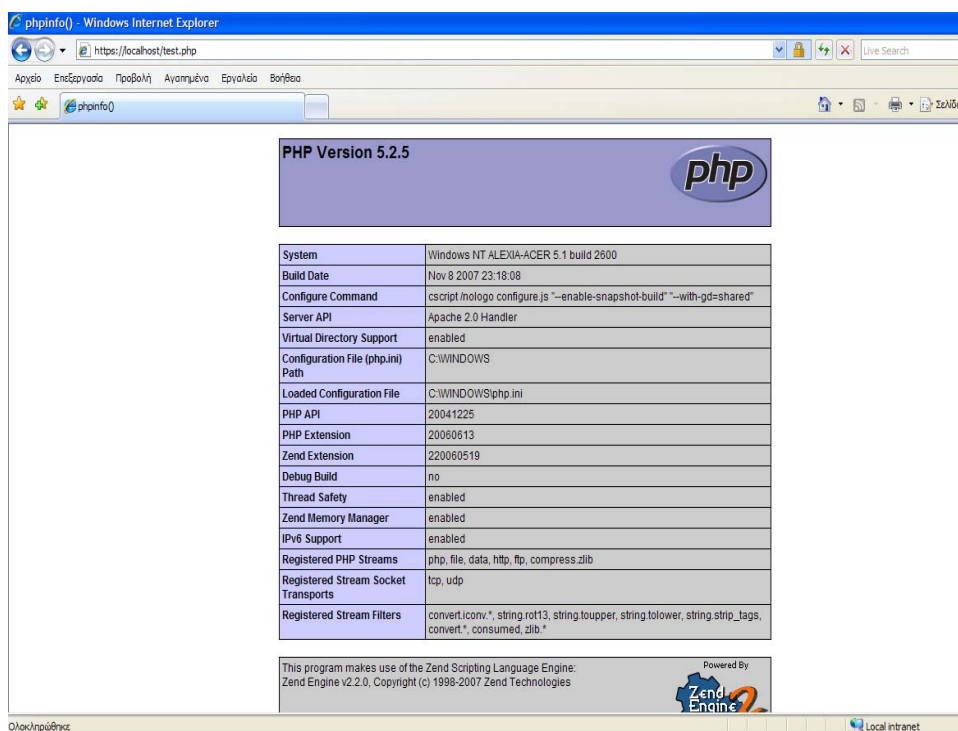 phpinfo() - Windows Internet Explorer
https://localhost/test.php
Live Search
Αρχείο Επεξεργασία Προβολή Αγαπημένα Εργαλεία Βοήθεια
phpinfo()
PHP Version 5.2.5
php
System Windows NT ALEXIA-ACER 5.1 build 2600
Build Date Nov 8 2007 23:18:08
Configure Command cscript /nologo configure.js "--enable-snapshot-build" "--with-gd=shared"
Server API Apache 2.0 Handler
Virtual Directory Support enabled
Configuration File (php.ini) Path C:\WINDOWS
Loaded Configuration File C:\WINDOWS\php.ini
PHP API 20041225
PHP Extension 20060613
Zend Extension 220060519
Debug Build no
Thread Safety enabled
Zend Memory Manager enabled
IPv6 Support enabled
Registered PHP Streams php, file, data, http, ftp, compress.zlib
Registered Stream Socket Transports tcp, udp
Registered Stream Filters convert.iconv.*, string.rot13, string.toupper, string.tolower, string.strip_tags, convert.*, consumed, zlib.*
This program makes use of the Zend Scripting Language Engine:
Zend Engine v2.2.0, Copyright (c) 1998-2007 Zend Technologies
Powered By
Zend
Engine 2
Ολοκληρώθηκε
Local intranet